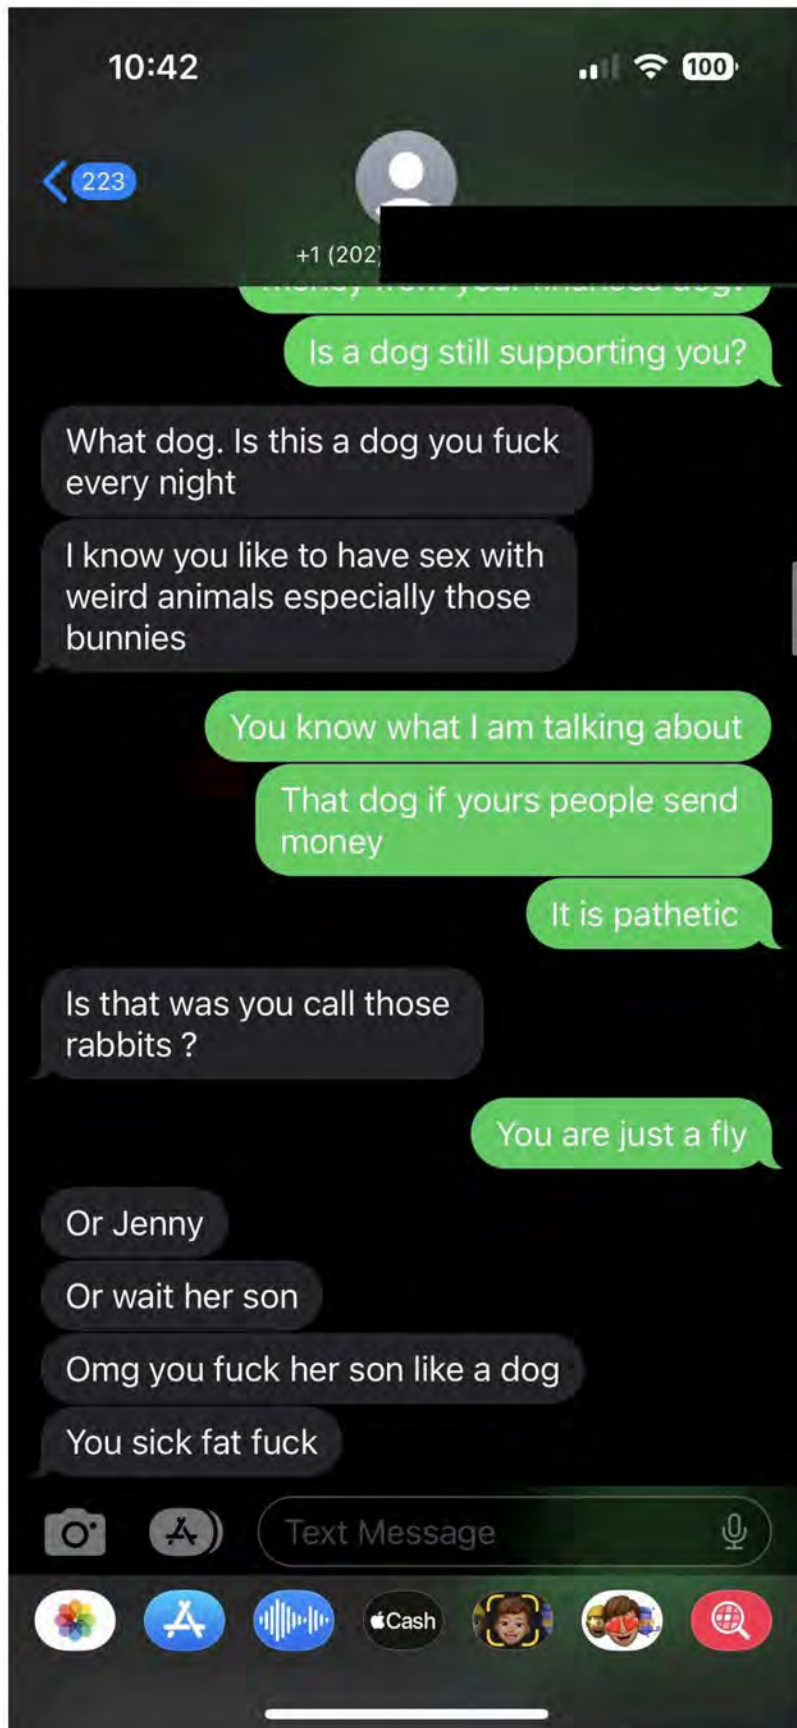 10:42
100
223
+1 (202)
Is a dog still supporting you?
What dog. Is this a dog you fuck
every night
I know you like to have sex with
weird animals especially those
bunnies
You know what I am talking about
That dog if yours people send
money
It is pathetic
Is that was you call those
rabbits ?
You are just a fly
Or Jenny
Or wait her son
Omg you fuck her son like a dog
You sick fat fuck
Text Message
Cash